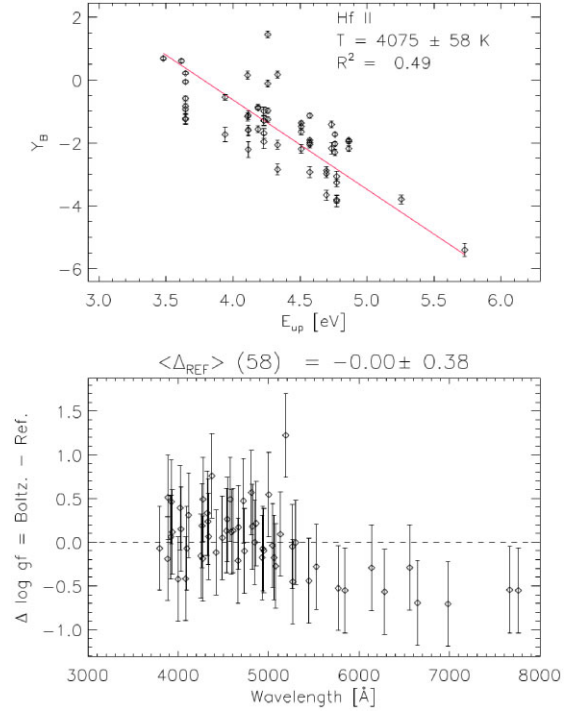 Hf II
T = 4075 ± 58 K
R² = 0.49
2
0
−2
−4
−6
Y_B
3.0 3.5 4.0 4.5 5.0 5.5 6.0
E_up [eV]
<Δ_REF> (58) = −0.00± 0.38
1.5
1.0
0.5
0.0
−0.5
−1.0
Δ log gf = Boltz. − Ref.
3000 4000 5000 6000 7000 8000
Wavelength [Å]